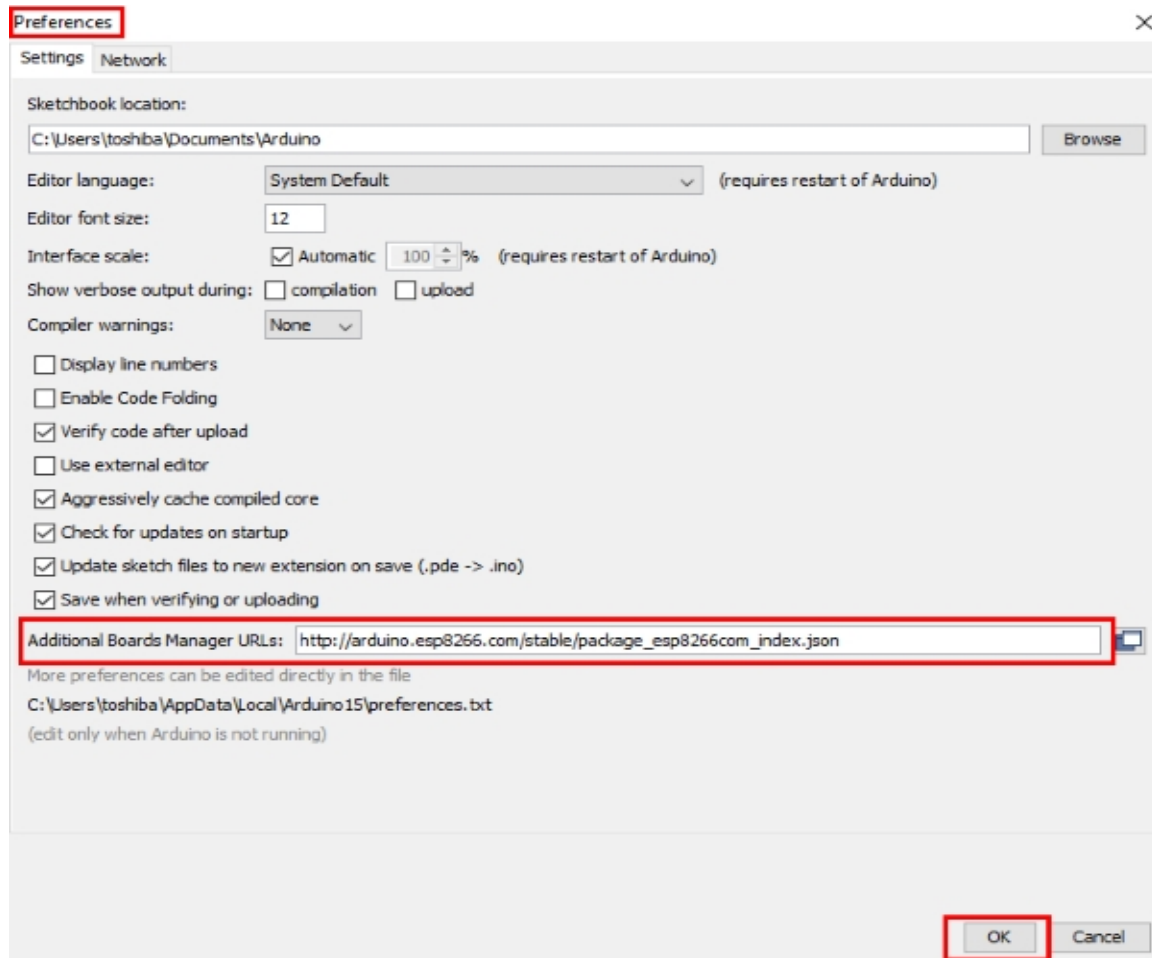 Preferences
Settings Network
Sketchbook location:
C:\Users\toshiba\Documents\Arduino Browse
Editor language: System Default (requires restart of Arduino)
Editor font size: 12
Interface scale: Automatic 100 % (requires restart of Arduino)
Show verbose output during: compilation upload
Compiler warnings: None
Display line numbers
Enable Code Folding
Verify code after upload
Use external editor
Aggressively cache compiled core
Check for updates on startup
Update sketch files to new extension on save (.pde -> .ino)
Save when verifying or uploading
Additional Boards Manager URLs: http://arduino.esp8266.com/stable/package_esp8266com_index.json
More preferences can be edited directly in the file
C:\Users\toshiba\AppData\Local\Arduino15\preferences.txt
(edit only when Arduino is not running)
OK Cancel